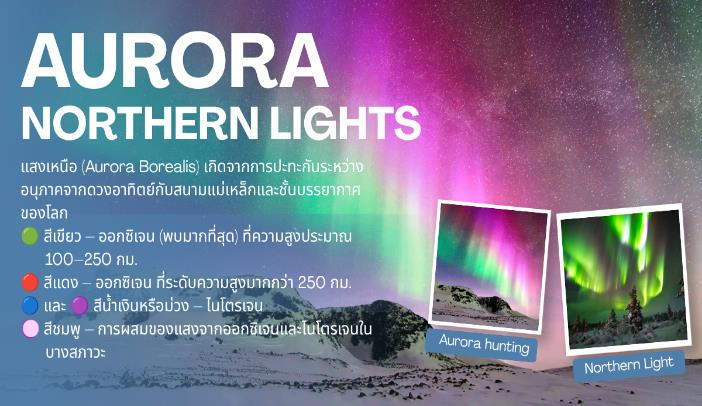 AURORA
NORTHERN LIGHTS
แสงเหนือ (Aurora Borealis) เกิดจากการปะทะกันระหว่าง
อนุภาคจากดวงอาทิตย์กับสนามแม่เหล็กและชั้นบรรยากาศ
ของโลก
🟢 สีเขียว – ออกซิเจน (พบมากที่สุด) ที่ความสูงประมาณ
100–250 กม.
🔴 สีแดง – ออกซิเจน ที่ระดับความสูงมากกว่า 250 กม.
🔵 และ 🟣 สีน้ำเงินหรือม่วง – ไนโตรเจน
สีชมพู – การผสมของแสงจากออกซิเจนและไนโตรเจนใน
บางสภาวะ
Aurora hunting
Northern Light